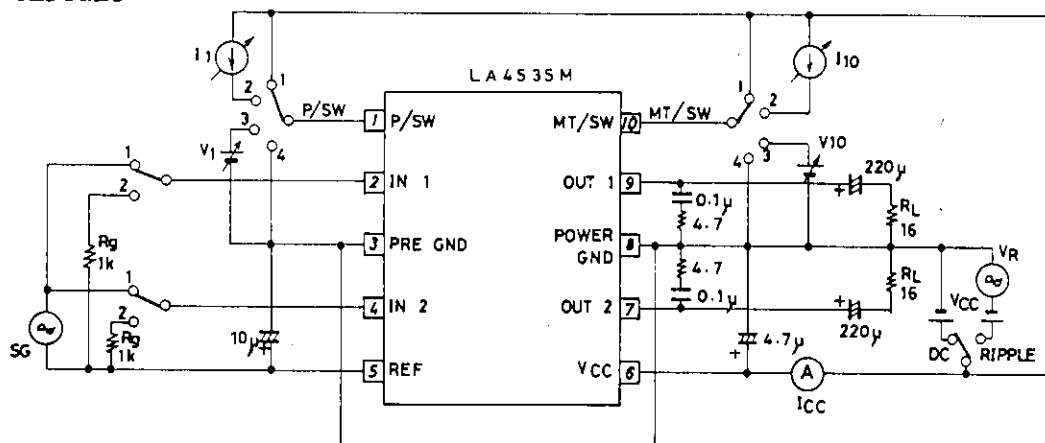 LA4535M
I1
I10
1
2
3
4
P/SW
1
P/SW
MT/SW
10
MT/SW
1
2
3
4
V1
V10
1
2
2
IN 1
OUT 1
9
220μ
+
0.1μ
4.7
RL
16
Rg
1k
3
PRE GND
POWER
GND
8
VR
1
2
4
IN 2
OUT 2
7
4.7
0.1μ
+
220μ
RL
16
VCC
SG
Rg
1k
10μ
+
4.7μ
+
DC
RIPPLE
5
REF
VCC
6
A
ICC